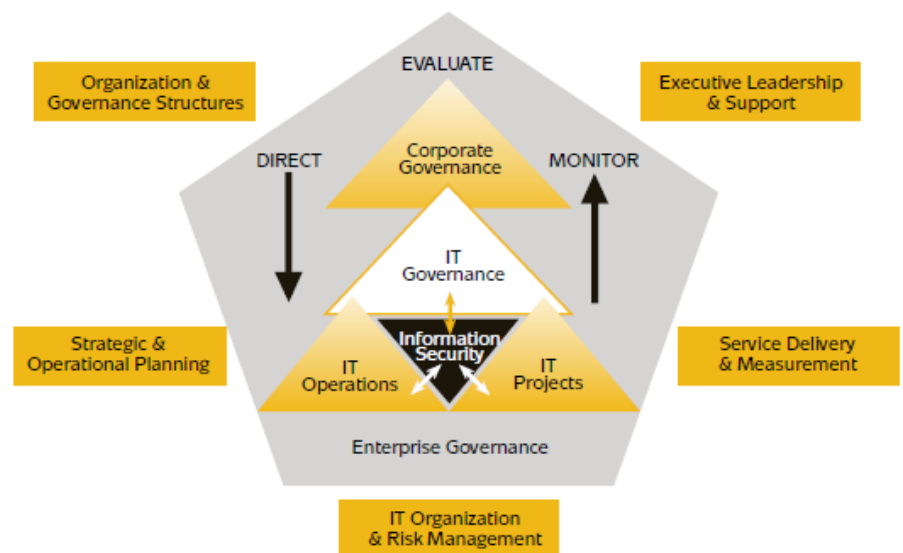 EVALUATE
Organization &
Governance Structures
Executive Leadership
& Support
DIRECT
Corporate
Governance
MONITOR
IT
Governance
Strategic &
Operational Planning
Information
Security
IT
Operations
IT
Projects
Service Delivery
& Measurement
Enterprise Governance
IT Organization
& Risk Management